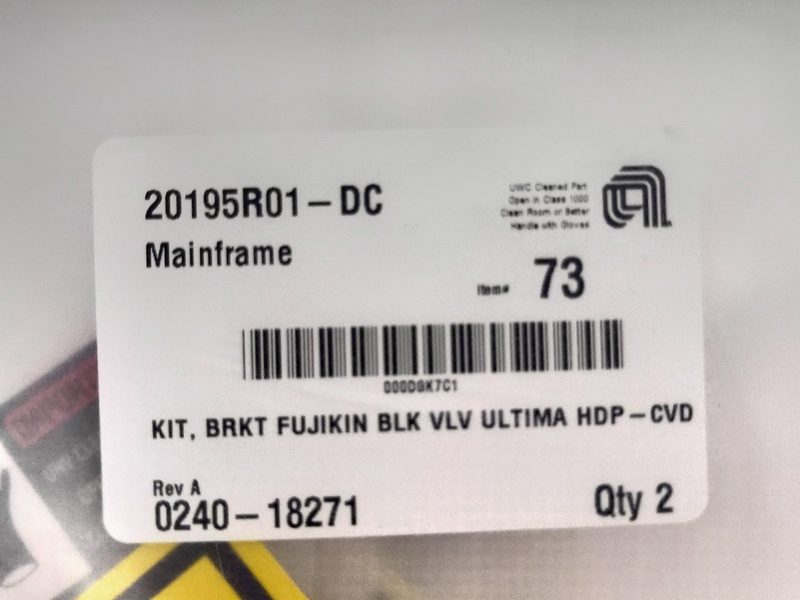 20195R01-DC
UWC Cleaned Part
Open in Class 1000
Clean Room or Better
Handle with Gloves
Mainframe
Item# 73
000D8K7C1
KIT, BRKT FUJIKIN BLK VLV ULTIMA HDP-CVD
Rev A
0240-18271
Qty 2